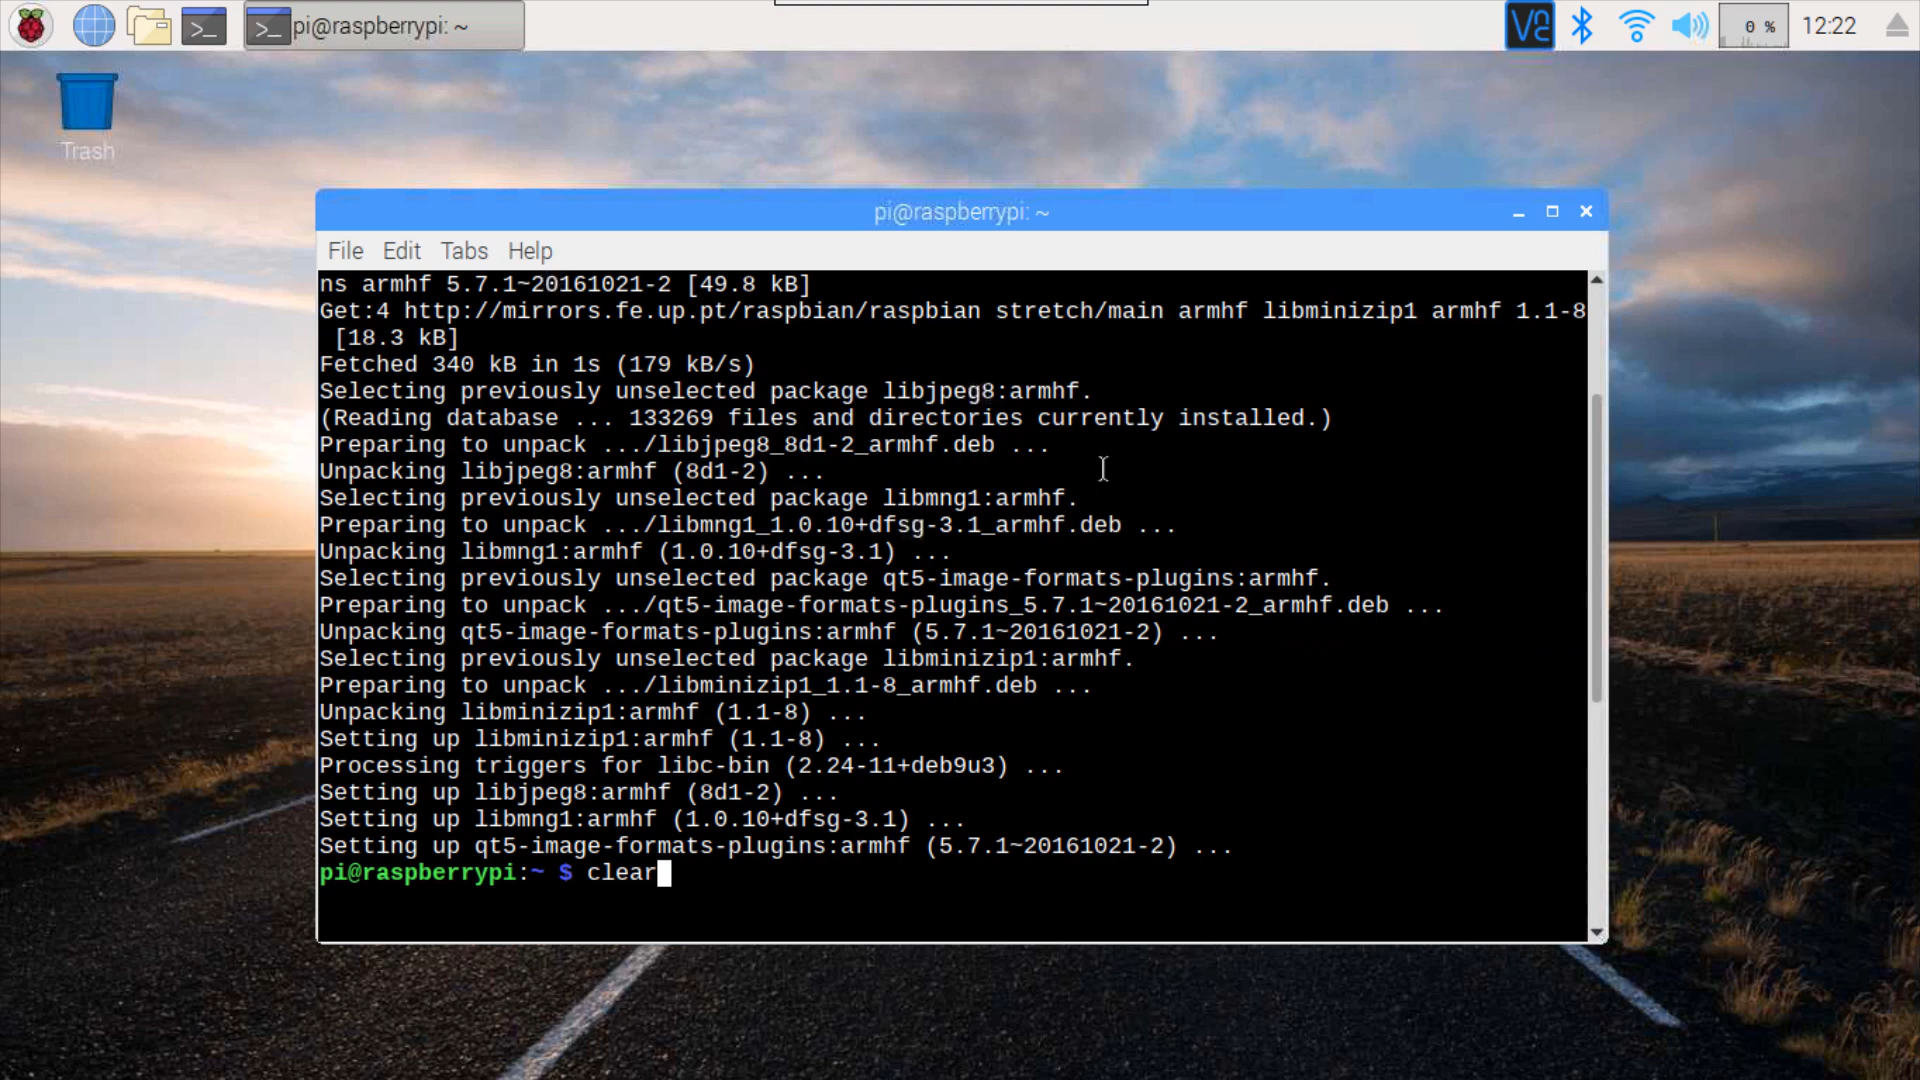 pi@raspberrypi: ~
VNC
0 %
12:22
Trash
pi@raspberrypi: ~
File Edit Tabs Help
ns armhf 5.7.1~20161021-2 [49.8 kB]
Get:4 http://mirrors.fe.up.pt/raspbian/raspbian stretch/main armhf libminizip1 armhf 1.1-8
 [18.3 kB]
Fetched 340 kB in 1s (179 kB/s)
Selecting previously unselected package libjpeg8:armhf.
(Reading database ... 133269 files and directories currently installed.)
Preparing to unpack .../libjpeg8_8d1-2_armhf.deb ...
Unpacking libjpeg8:armhf (8d1-2) ...
Selecting previously unselected package libmng1:armhf.
Preparing to unpack .../libmng1_1.0.10+dfsg-3.1_armhf.deb ...
Unpacking libmng1:armhf (1.0.10+dfsg-3.1) ...
Selecting previously unselected package qt5-image-formats-plugins:armhf.
Preparing to unpack .../qt5-image-formats-plugins_5.7.1~20161021-2_armhf.deb ...
Unpacking qt5-image-formats-plugins:armhf (5.7.1~20161021-2) ...
Selecting previously unselected package libminizip1:armhf.
Preparing to unpack .../libminizip1_1.1-8_armhf.deb ...
Unpacking libminizip1:armhf (1.1-8) ...
Setting up libminizip1:armhf (1.1-8) ...
Processing triggers for libc-bin (2.24-11+deb9u3) ...
Setting up libjpeg8:armhf (8d1-2) ...
Setting up libmng1:armhf (1.0.10+dfsg-3.1) ...
Setting up qt5-image-formats-plugins:armhf (5.7.1~20161021-2) ...
pi@raspberrypi:~ $ clear